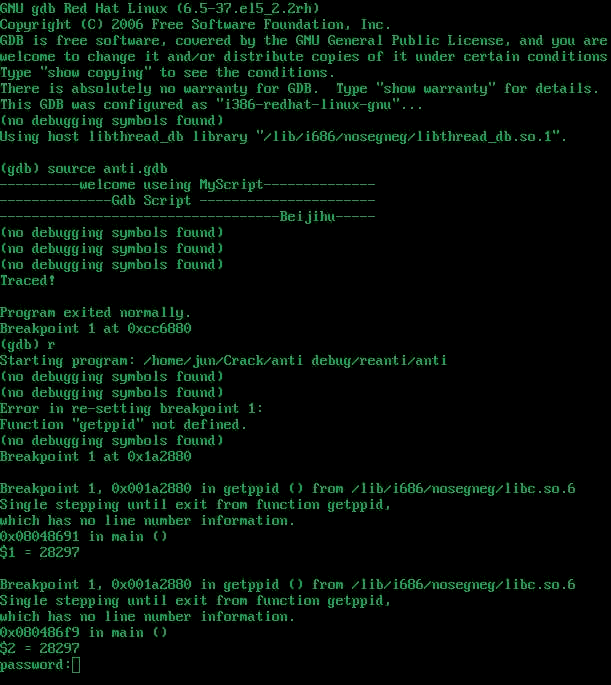 GNU gdb Red Hat Linux (6.5-37.el5_2.2rh)
Copyright (C) 2006 Free Software Foundation, Inc.
GDB is free software, covered by the GNU General Public License, and you are
welcome to change it and/or distribute copies of it under certain conditions
Type "show copying" to see the conditions.
There is absolutely no warranty for GDB.  Type "show warranty" for details.
This GDB was configured as "i386-redhat-linux-gnu"...
(no debugging symbols found)
Using host libthread_db library "/lib/i686/nosegneg/libthread_db.so.1".
(gdb) source anti.gdb
----------welcome useing MyScript--------------
--------------Gdb Script ----------------------
-----------------------------------Beijihu-----
(no debugging symbols found)
(no debugging symbols found)
(no debugging symbols found)
Traced!
Program exited normally.
Breakpoint 1 at 0xcc6880
(gdb) r
Starting program: /home/jun/Crack/anti debug/reanti/anti
(no debugging symbols found)
(no debugging symbols found)
Error in re-setting breakpoint 1:
Function "getppid" not defined.
(no debugging symbols found)
Breakpoint 1 at 0x1a2880
Breakpoint 1, 0x001a2880 in getppid () from /lib/i686/nosegneg/libc.so.6
Single stepping until exit from function getppid,
which has no line number information.
0x08048691 in main ()
$1 = 28297
Breakpoint 1, 0x001a2880 in getppid () from /lib/i686/nosegneg/libc.so.6
Single stepping until exit from function getppid,
which has no line number information.
0x080486f9 in main ()
$2 = 28297
password: